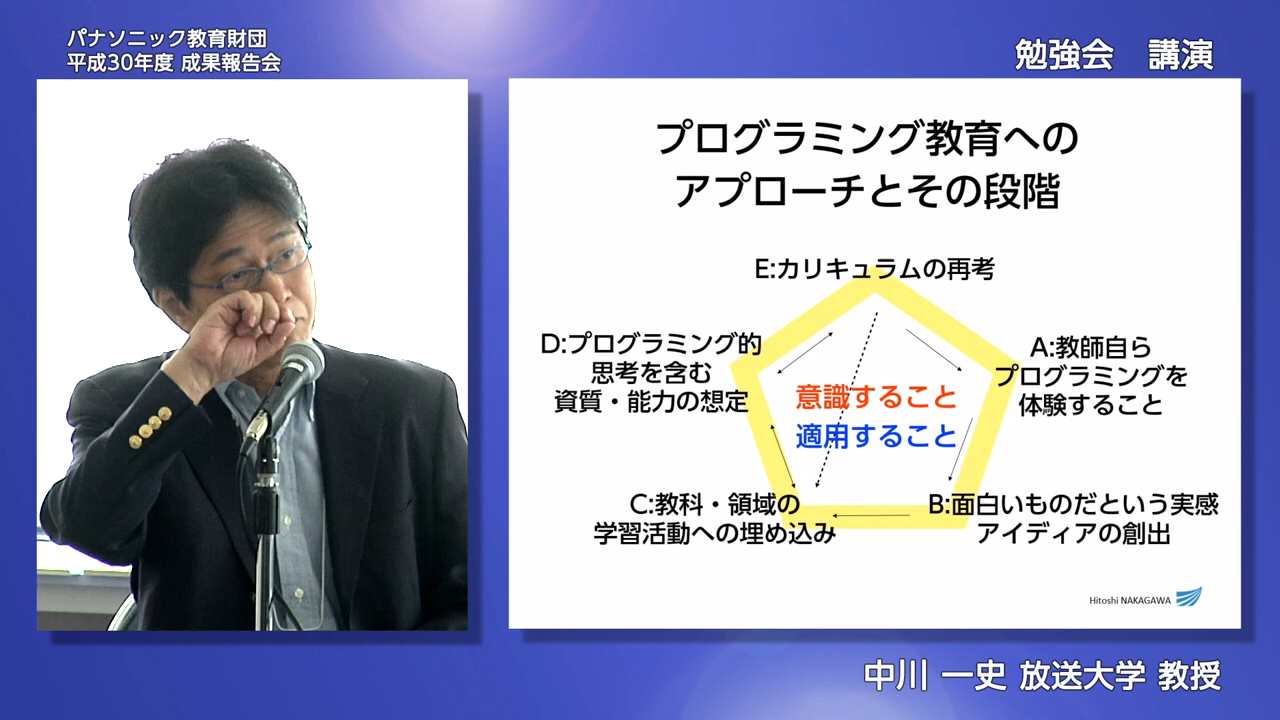 パナソニック教育財団
平成30年度 成果報告会
勉強会　講演
プログラミング教育への
アプローチとその段階
E:カリキュラムの再考
D:プログラミング的
思考を含む
資質・能力の想定
A:教師自ら
プログラミングを
体験すること
意識すること
適用すること
C:教科・領域の
学習活動への埋め込み
B:面白いものだという実感
アイディアの創出
Hitoshi NAKAGAWA
中川 一史 放送大学 教授